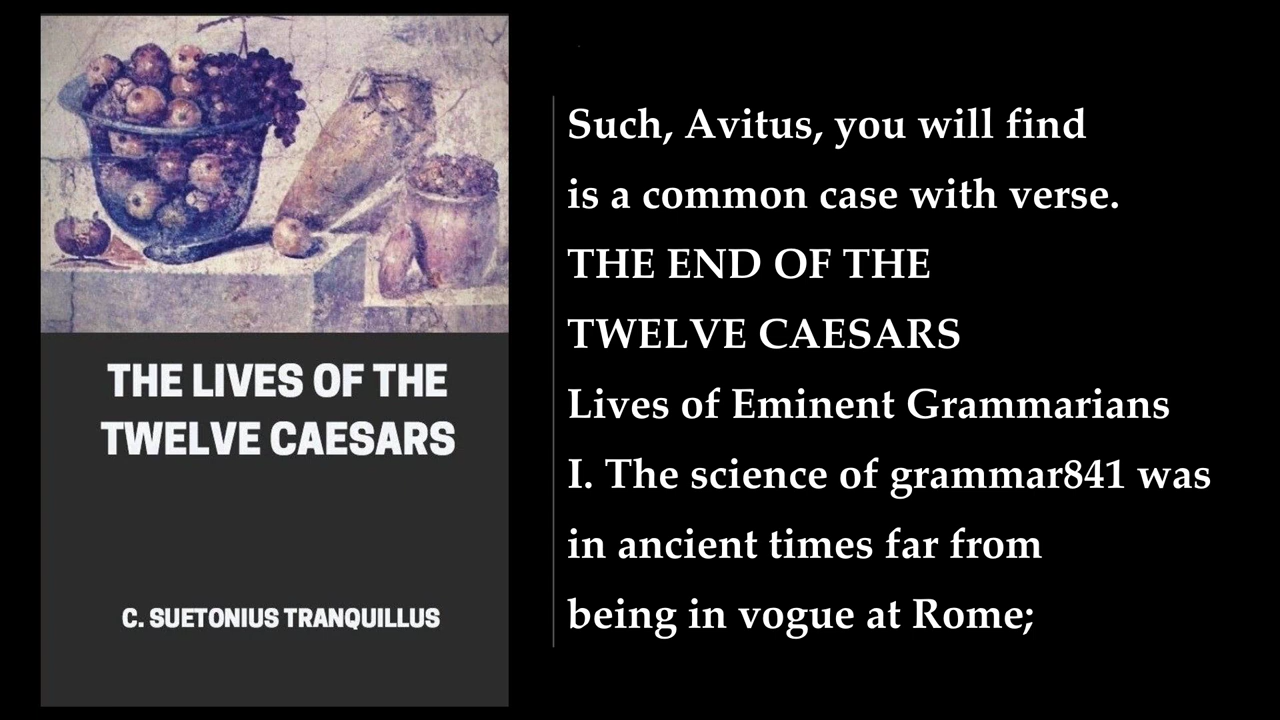 THE LIVES OF THE
TWELVE CAESARS
C. SUETONIUS TRANQUILLUS
Such, Avitus, you will find
is a common case with verse.
THE END OF THE
TWELVE CAESARS
Lives of Eminent Grammarians
I. The science of grammar841 was
in ancient times far from
being in vogue at Rome;